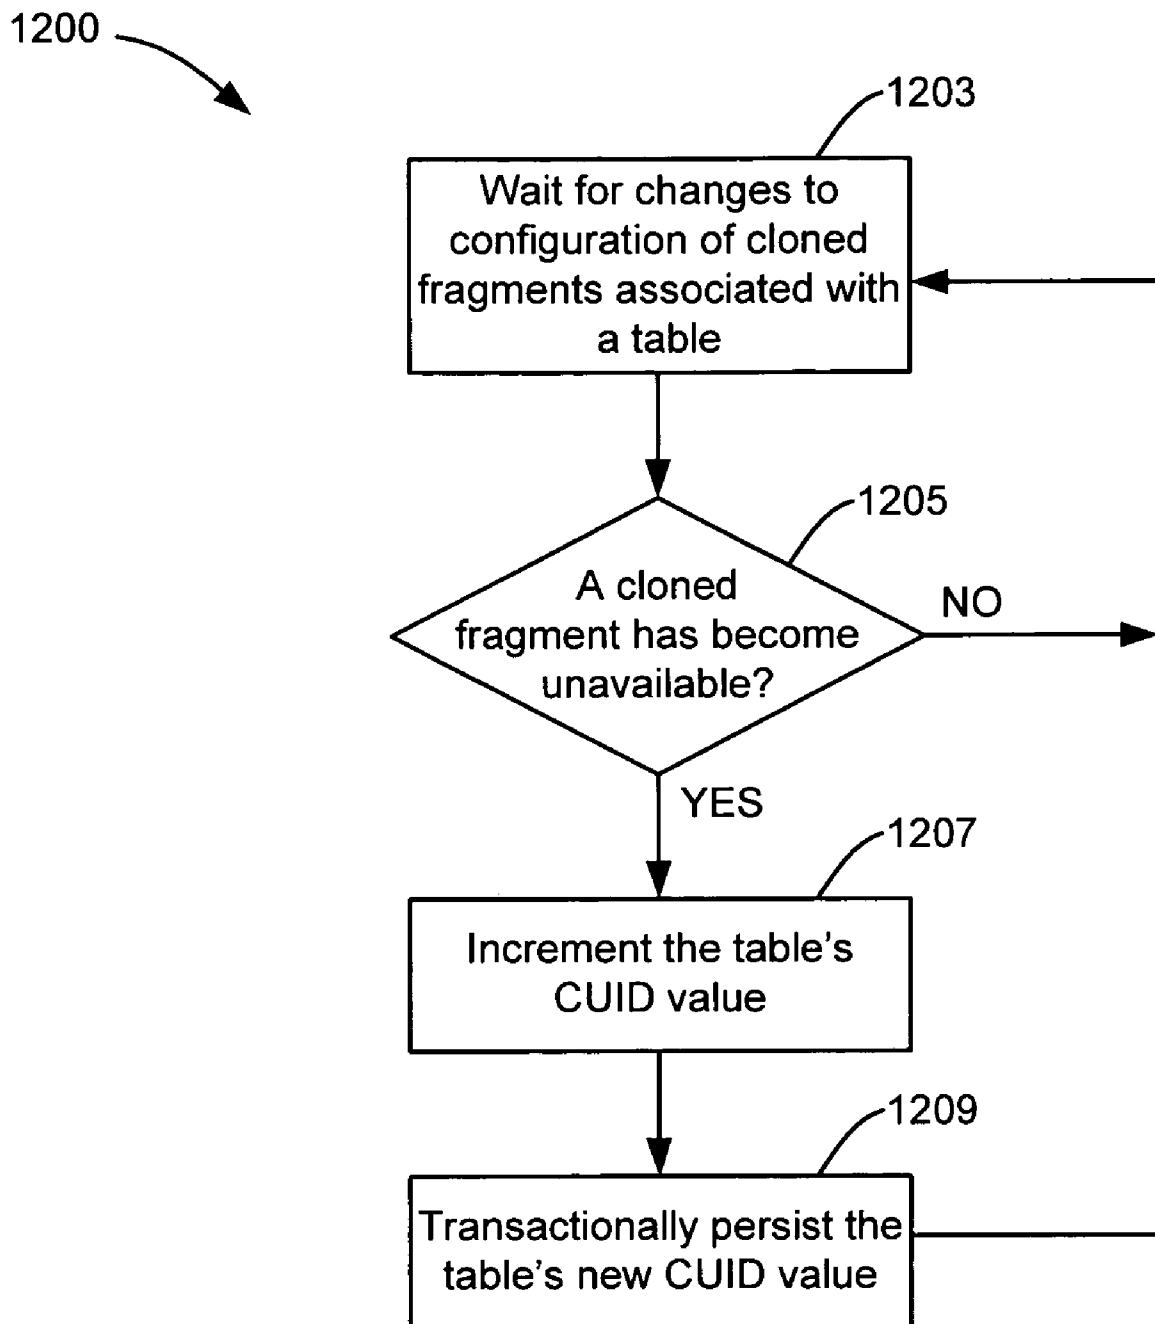 1200
1203
Wait for changes to
configuration of cloned
fragments associated with
a table
1205
A cloned
fragment has become
unavailable?
NO
YES
1207
Increment the table's
CUID value
1209
Transactionally persist the
table's new CUID value